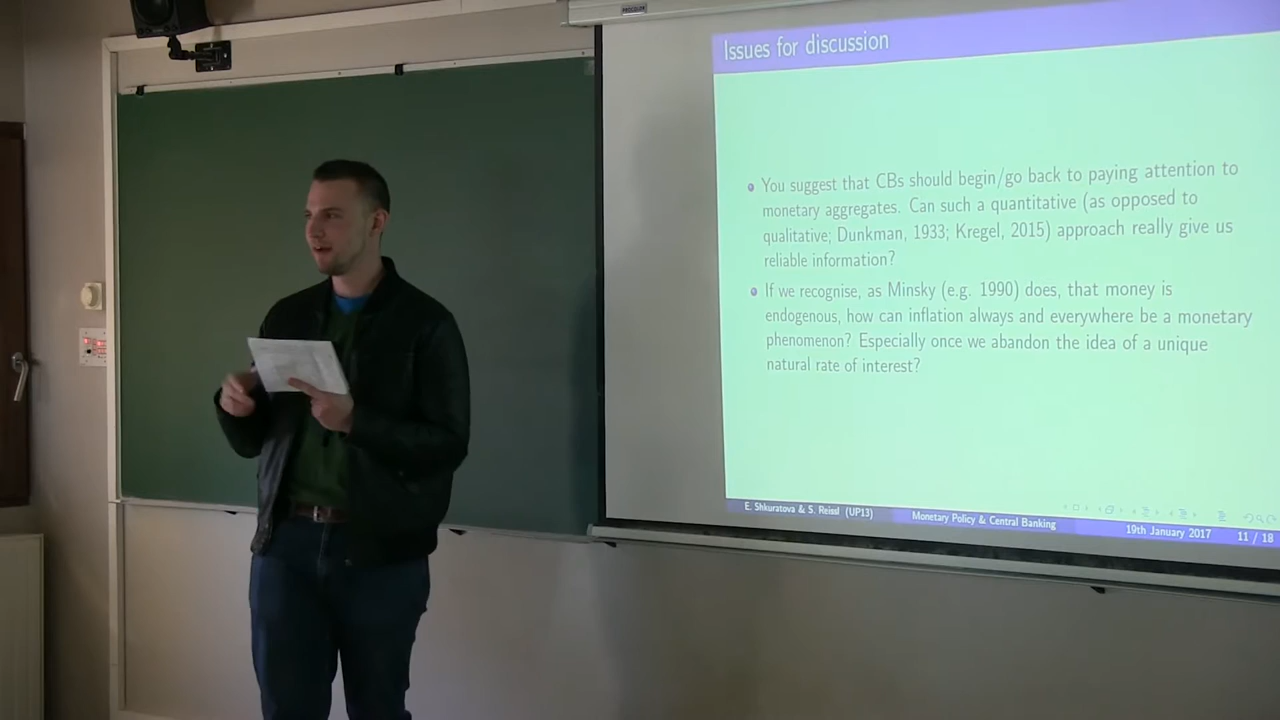 Issues for discussion
You suggest that CBs should begin/go back to paying attention to
monetary aggregates. Can such a quantitative (as opposed to
qualitative; Dunkman, 1933; Kregel, 2015) approach really give us
reliable information?
If we recognise, as Minsky (e.g. 1990) does, that money is
endogenous, how can inflation always and everywhere be a monetary
phenomenon? Especially once we abandon the idea of a unique
natural rate of interest?
E. Shkuratova & S. Reissl (UP13) Monetary Policy & Central Banking 19th January 2017 11 / 18